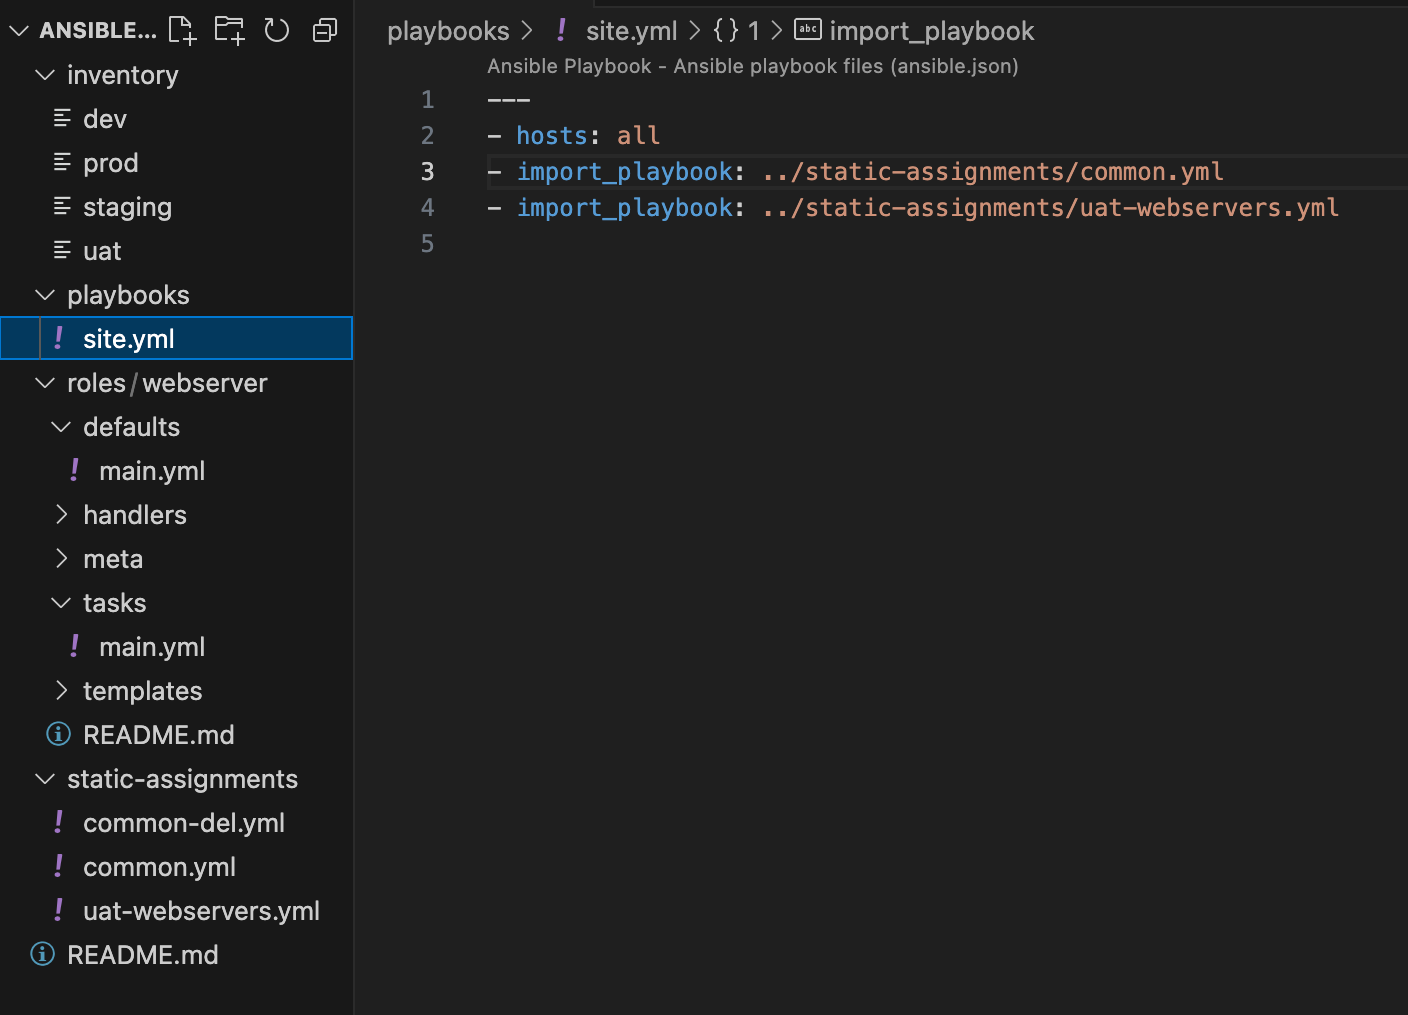 ANSIBLE...
inventory
dev
prod
staging
uat
playbooks
site.yml
roles/webserver
defaults
main.yml
handlers
meta
tasks
main.yml
templates
README.md
static-assignments
common-del.yml
common.yml
uat-webservers.yml
README.md
playbooks > ! site.yml > {} 1 > abc import_playbook
Ansible Playbook - Ansible playbook files (ansible.json)
1 ---
2 - hosts: all
3 - import_playbook: ../static-assignments/common.yml
4 - import_playbook: ../static-assignments/uat-webservers.yml
5